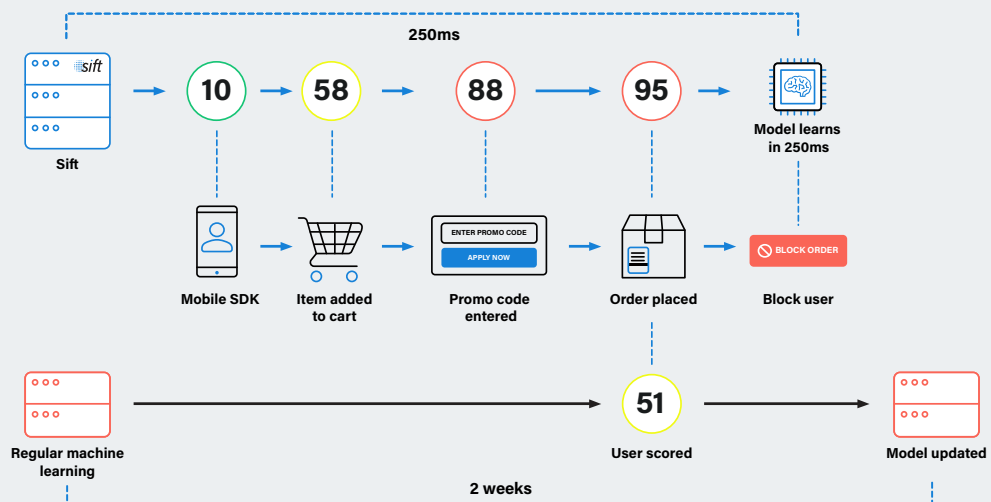 250ms
sift
10
58
88
95
Model learns
in 250ms
Sift
ENTER PROMO CODE
APPLY NOW
BLOCK ORDER
Mobile SDK
Item added
to cart
Promo code
entered
Order placed
Block user
51
Regular machine
learning
User scored
Model updated
2 weeks